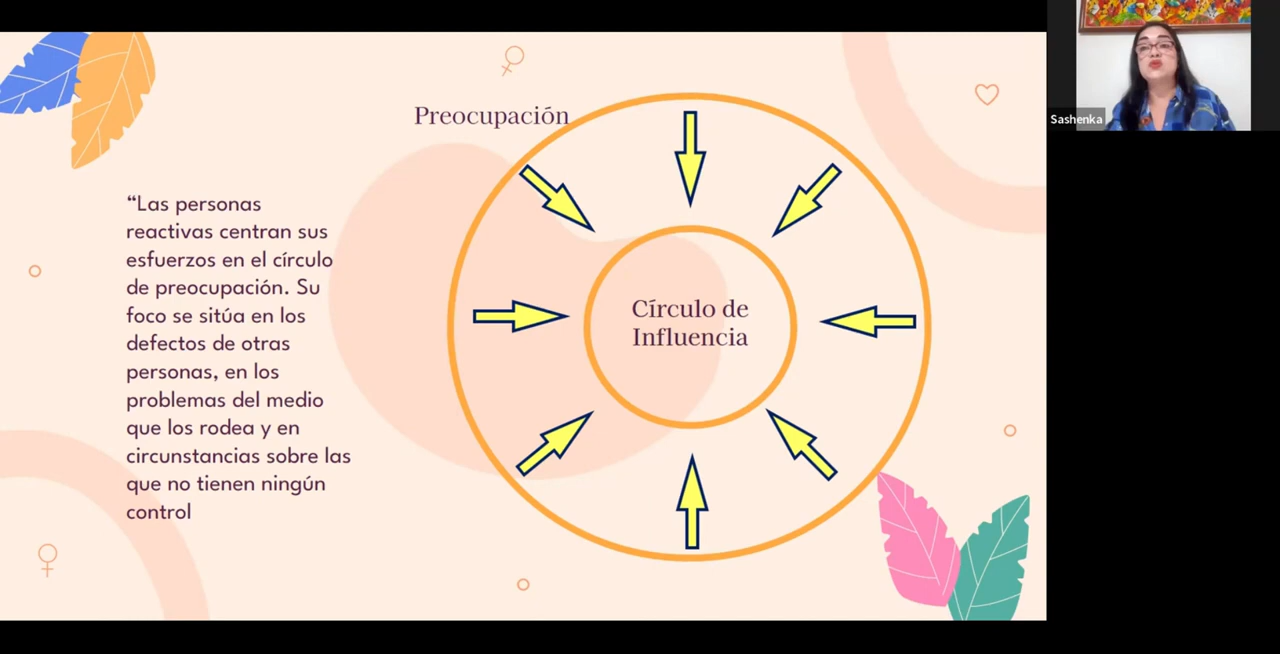 Preocupación
“Las personas
reactivas centran sus
esfuerzos en el círculo
de preocupación. Su
foco se sitúa en los
defectos de otras
personas, en los
problemas del medio
que los rodea y en
circunstancias sobre las
que no tienen ningún
control
Círculo de
Influencia
Sashenka